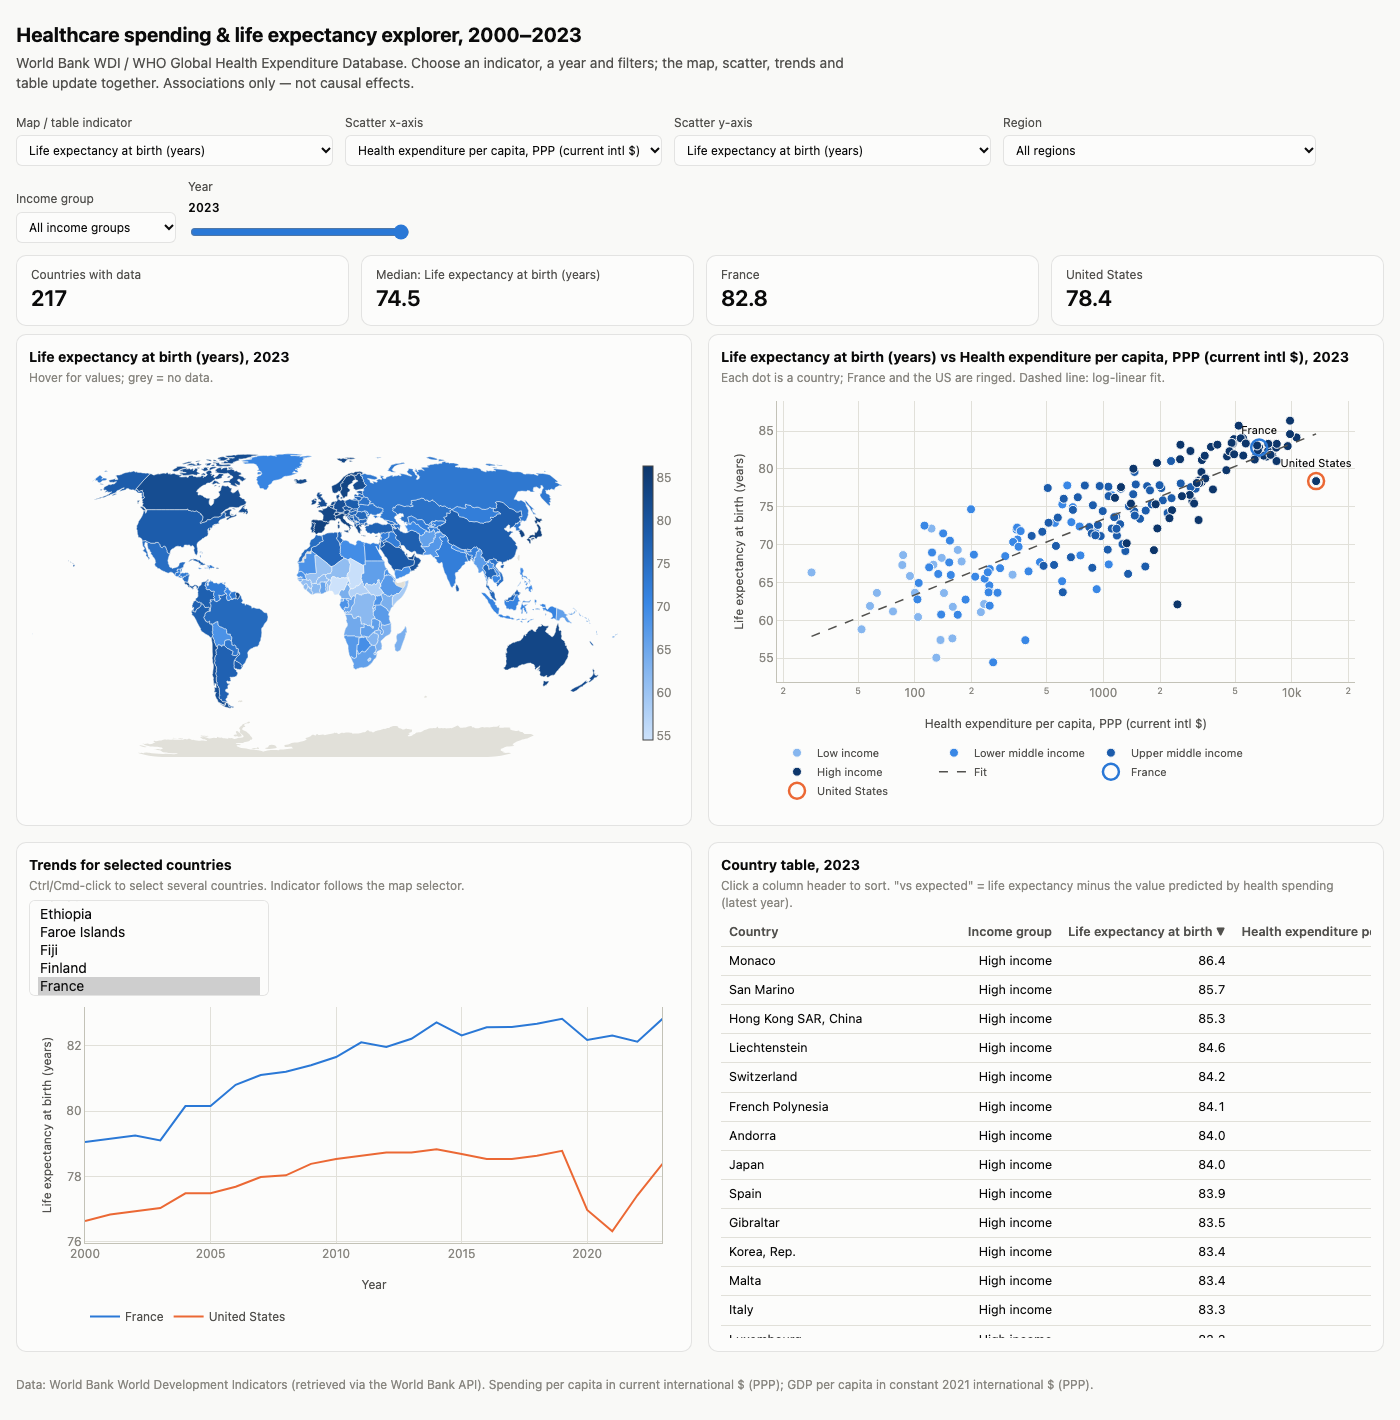 Healthcare spending & life expectancy explorer, 2000–2023
World Bank WDI / WHO Global Health Expenditure Database. Choose an indicator, a year and filters; the map, scatter, trends and
table update together. Associations only — not causal effects.
Map / table indicator
Life expectancy at birth (years)
Scatter x-axis
Health expenditure per capita, PPP (current intl $)
Scatter y-axis
Life expectancy at birth (years)
Region
All regions
Income group
All income groups
Year
2023
Countries with data
217
Median: Life expectancy at birth (years)
74.5
France
82.8
United States
78.4
Life expectancy at birth (years), 2023
Hover for values; grey = no data.
85
80
75
70
65
60
55
Life expectancy at birth (years) vs Health expenditure per capita, PPP (current intl $), 2023
Each dot is a country; France and the US are ringed. Dashed line: log-linear fit.
Life expectancy at birth (years)
85
80
75
70
65
60
55
France
United States
2 5 100 2 5 1000 2 5 10k 2
Health expenditure per capita, PPP (current intl $)
Low income Lower middle income Upper middle income
High income Fit France
United States
Trends for selected countries
Ctrl/Cmd-click to select several countries. Indicator follows the map selector.
Ethiopia
Faroe Islands
Fiji
Finland
France
Life expectancy at birth (years)
82
80
78
76
2000 2005 2010 2015 2020
Year
France United States
Country table, 2023
Click a column header to sort. "vs expected" = life expectancy minus the value predicted by health spending
(latest year).
Country Income group Life expectancy at birth ▼ Health expenditure pe
Monaco High income 86.4
San Marino High income 85.7
Hong Kong SAR, China High income 85.3
Liechtenstein High income 84.6
Switzerland High income 84.2
French Polynesia High income 84.1
Andorra High income 84.0
Japan High income 84.0
Spain High income 83.9
Gibraltar High income 83.5
Korea, Rep. High income 83.4
Malta High income 83.4
Italy High income 83.3
Data: World Bank World Development Indicators (retrieved via the World Bank API). Spending per capita in current international $ (PPP); GDP per capita in constant 2021 international $ (PPP).